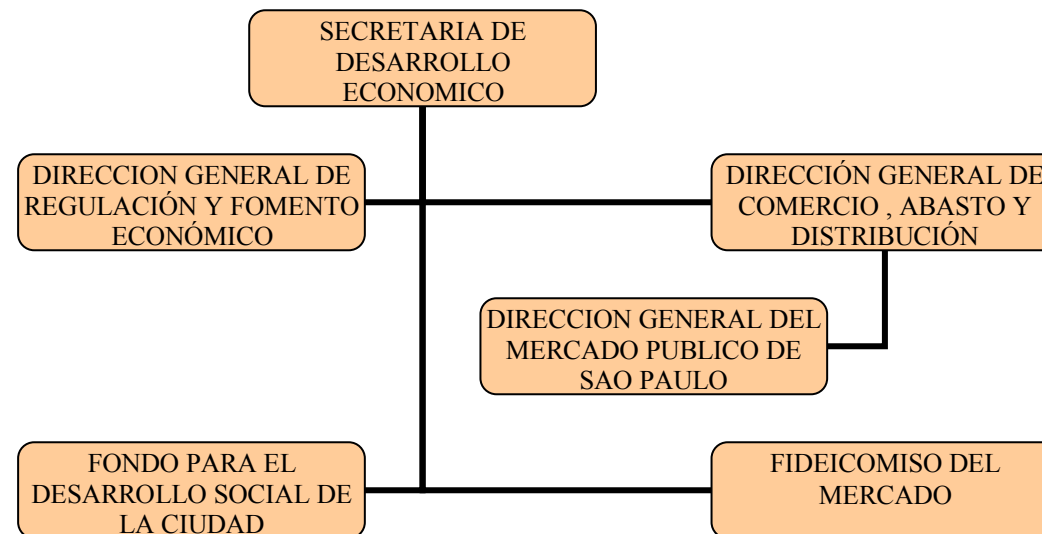 SECRETARIA DE
DESARROLLO
ECONOMICO
DIRECCION GENERAL DE
REGULACIÓN Y FOMENTO
ECONÓMICO
DIRECCIÓN GENERAL DE
COMERCIO , ABASTO Y
DISTRIBUCIÓN
DIRECCION GENERAL DEL
MERCADO PUBLICO DE
SAO PAULO
FONDO PARA EL
DESARROLLO SOCIAL DE
LA CIUDAD
FIDEICOMISO DEL
MERCADO